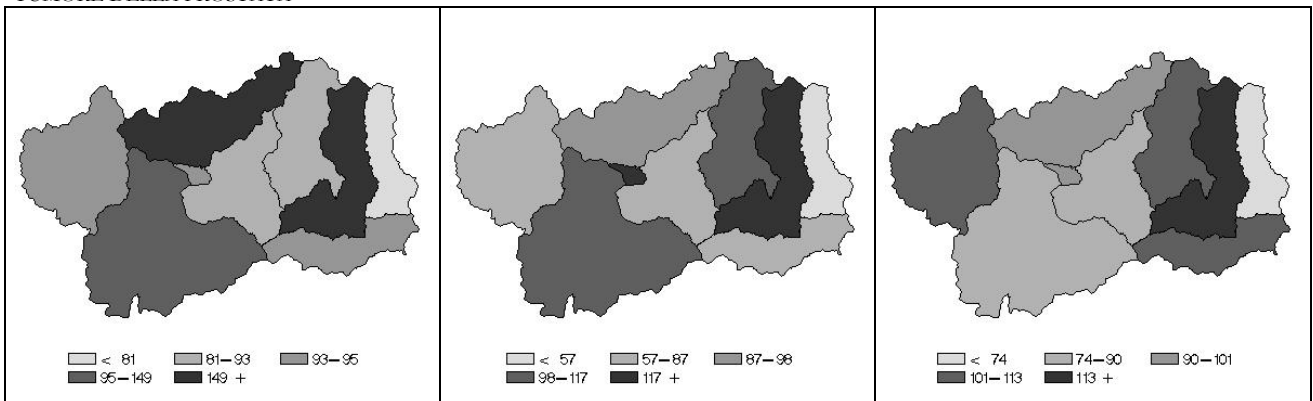 < 81 81–93 93–95
95–149 149 +
< 57 57–87 87–98
98–117 117 +
< 74 74–90 90–101
101–113 113 +